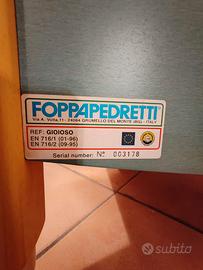 FOPPAPEDRETTI
Via A. Volta, 11 - 24064 GRUMELLO DEL MONTE (BG) - ITALY
REF: GIOIOSO
EN 716/1 (01-96)
EN 716/2 (09-95)
Serial number: N° 003178
subito